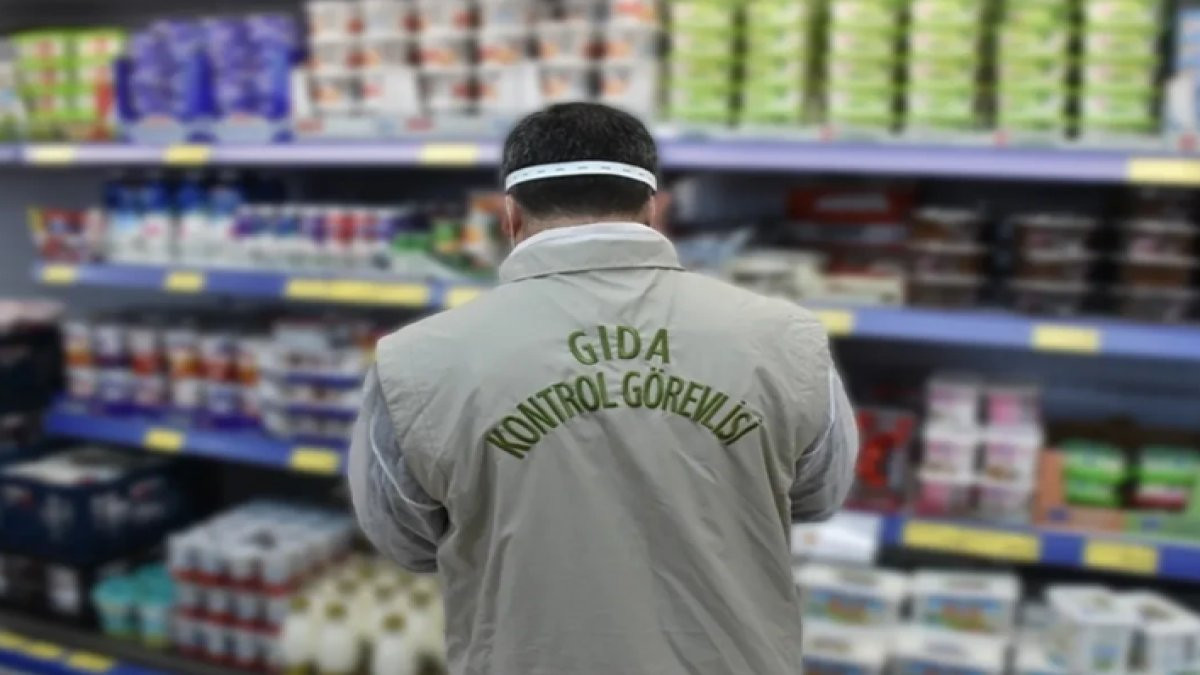 GIDA
KONTROL GÖREVLİSİ